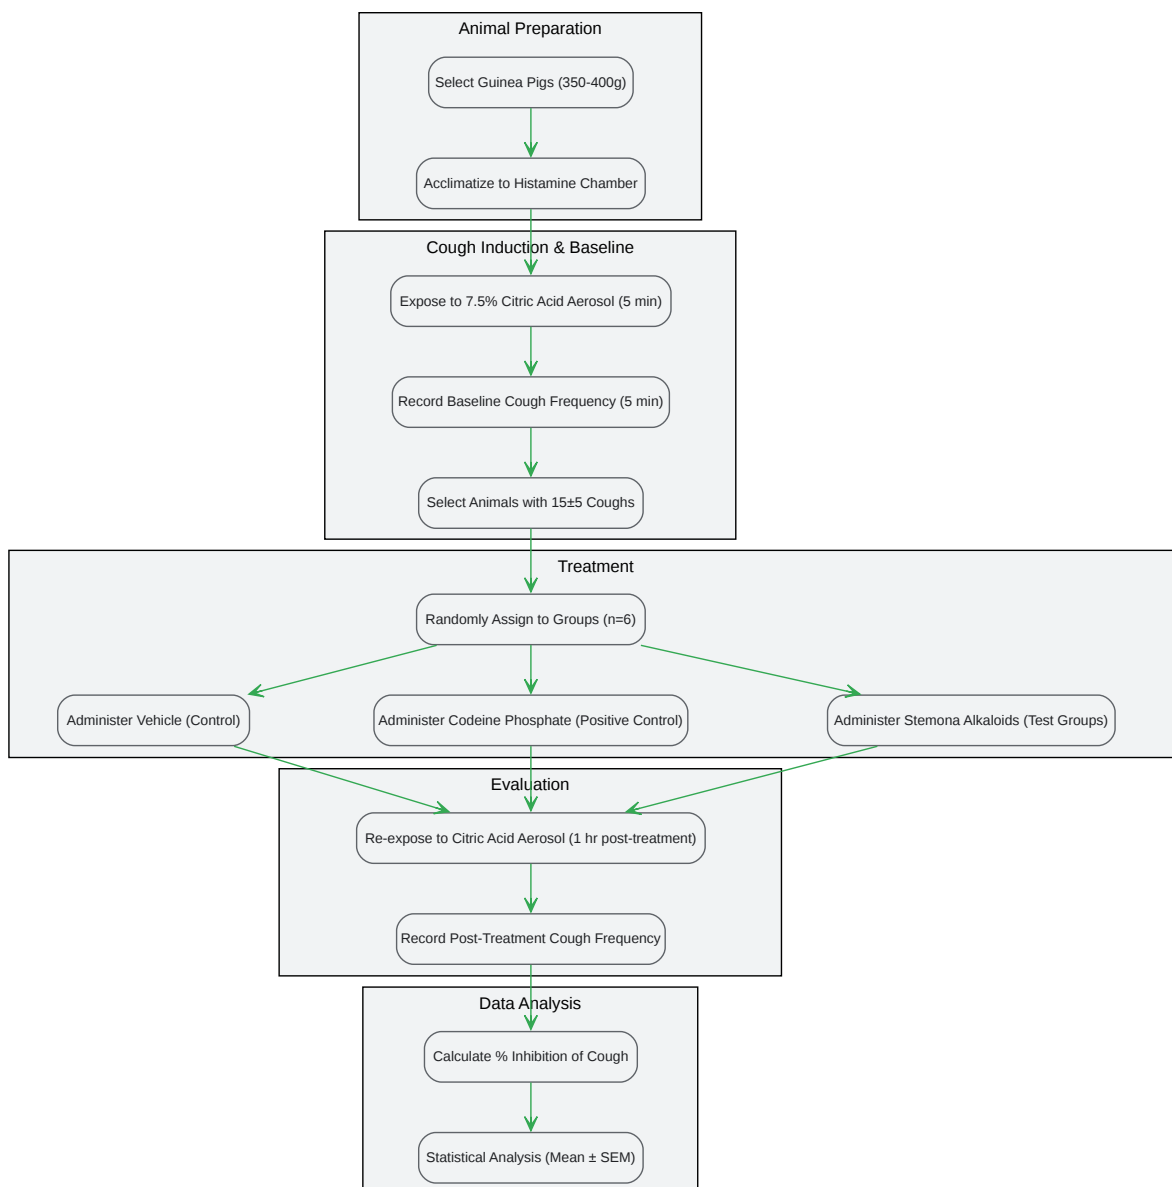 Animal Preparation
Select Guinea Pigs (350-400g)
Acclimatize to Histamine Chamber
Cough Induction & Baseline
Expose to 7.5% Citric Acid Aerosol (5 min)
Record Baseline Cough Frequency (5 min)
Select Animals with 15±5 Coughs
Treatment
Randomly Assign to Groups (n=6)
Administer Vehicle (Control)
Administer Codeine Phosphate (Positive Control)
Administer Stemona Alkaloids (Test Groups)
Evaluation
Re-expose to Citric Acid Aerosol (1 hr post-treatment)
Record Post-Treatment Cough Frequency
Data Analysis
Calculate % Inhibition of Cough
Statistical Analysis (Mean ± SEM)